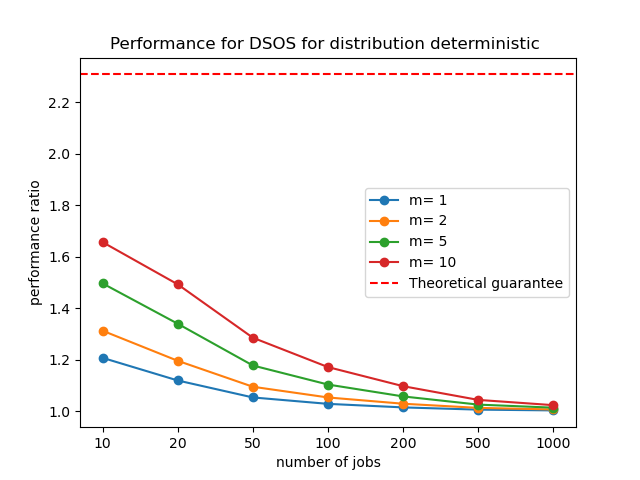 Performance for DSOS for distribution deterministic
performance ratio
2.2
2.0
1.8
1.6
1.4
1.2
1.0
m= 1
m= 2
m= 5
m= 10
Theoretical guarantee
10 20 50 100 200 500 1000
number of jobs